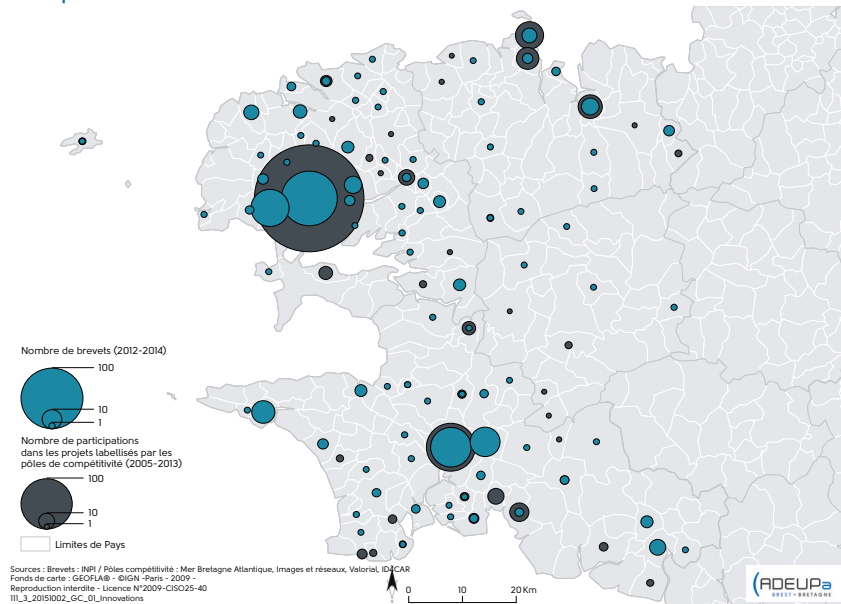 Nombre de brevets (2012-2014)
100
10
1
Nombre de participations
dans les projets labellisés par les
pôles de compétitivité (2005-2013)
100
10
1
Limites de Pays
Sources : Brevets : INPI / Pôles compétitivité : Mer Bretagne Atlantique, Images et réseaux, Valorial, ID4CAR
Fonds de carte : GEOFLA® - ©IGN -Paris - 2009 -
Reproduction interdite - Licence N°2009-CISO25-40
111_3_20151002_GC_01_Innovations
0 10 20 Km
ADEUPa
BREST • BRETAGNE